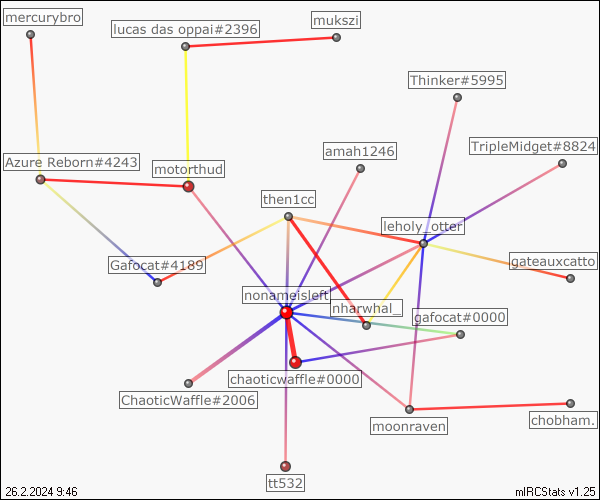 mercurybro
lucas das oppai#2396
mukszi
Thinker#5995
Azure Reborn#4243
motorthud
amah1246
TripleMidget#8824
then1cc
leholy_otter
Gafocat#4189
gateauxcatto
nonameisleft
nharwhal_
gafocat#0000
chaoticwaffle#0000
ChaoticWaffle#2006
moonraven
chobham.
tt532
26.2.2024 9:46
mIRCStats v1.25